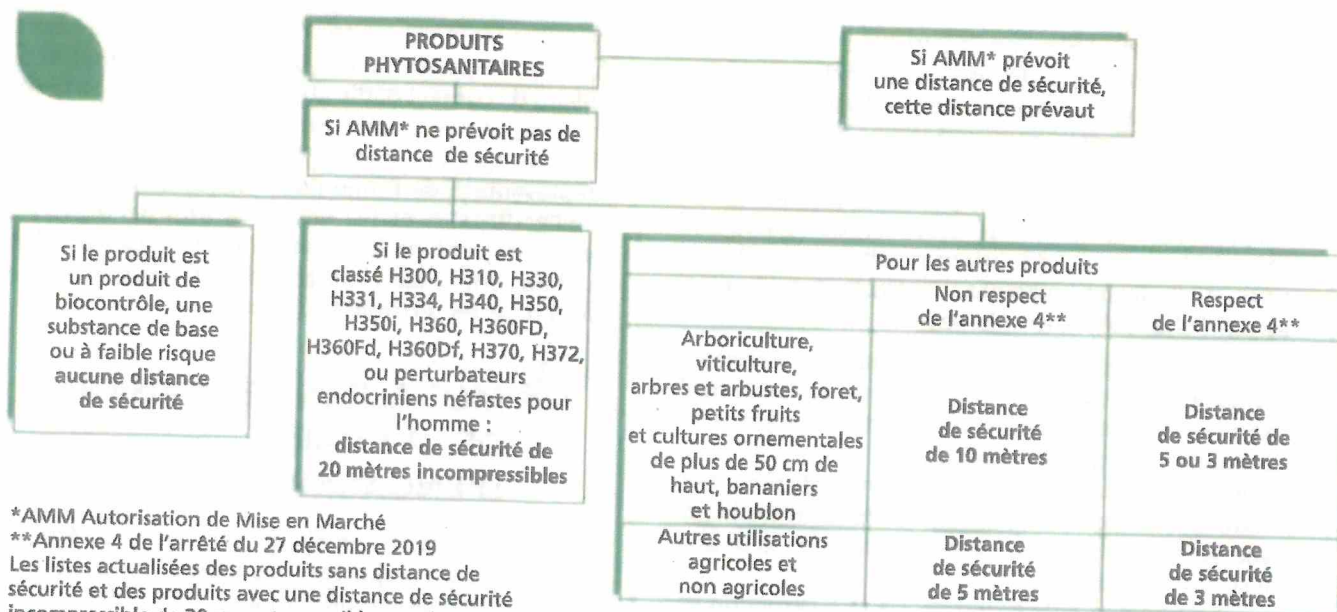 PRODUITS
PHYTOSANITAIRES
Si AMM* prévoit
une distance de sécurité,
cette distance prévaut
Si AMM* ne prévoit pas de
distance de sécurité
Si le produit est
un produit de
biocontrôle, une
substance de base
ou à faible risque
aucune distance
de sécurité
Si le produit est
classé H300, H310, H330,
H331, H334, H340, H350,
H350i, H360, H360FD,
H360Fd, H360Df, H370, H372,
ou perturbateurs
endocriniens néfastes pour
l'homme :
distance de sécurité de
20 mètres incompressibles
Pour les autres produits
Non respect
de l'annexe 4**
Respect
de l'annexe 4**
Arboriculture,
viticulture,
arbres et arbustes, foret,
petits fruits
et cultures ornementales
de plus de 50 cm de
haut, bananiers
et houblon
Distance
de sécurité
de 10 mètres
Distance
de sécurité de
5 ou 3 mètres
Autres utilisations
agricoles et
non agricoles
Distance
de sécurité
de 5 mètres
Distance
de sécurité
de 3 mètres
*AMM Autorisation de Mise en Marché
**Annexe 4 de l'arrêté du 27 décembre 2019
Les listes actualisées des produits sans distance de
sécurité et des produits avec une distance de sécurité